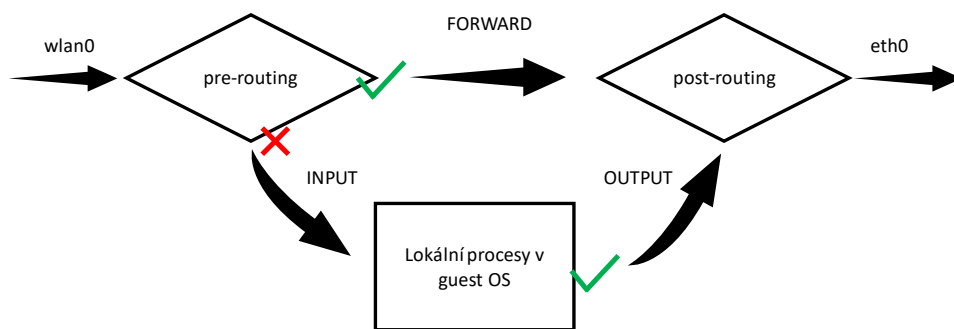 FORWARD
wlan0
eth0
pre-routing
post-routing
INPUT
OUTPUT
Lokální procesy v
guest OS